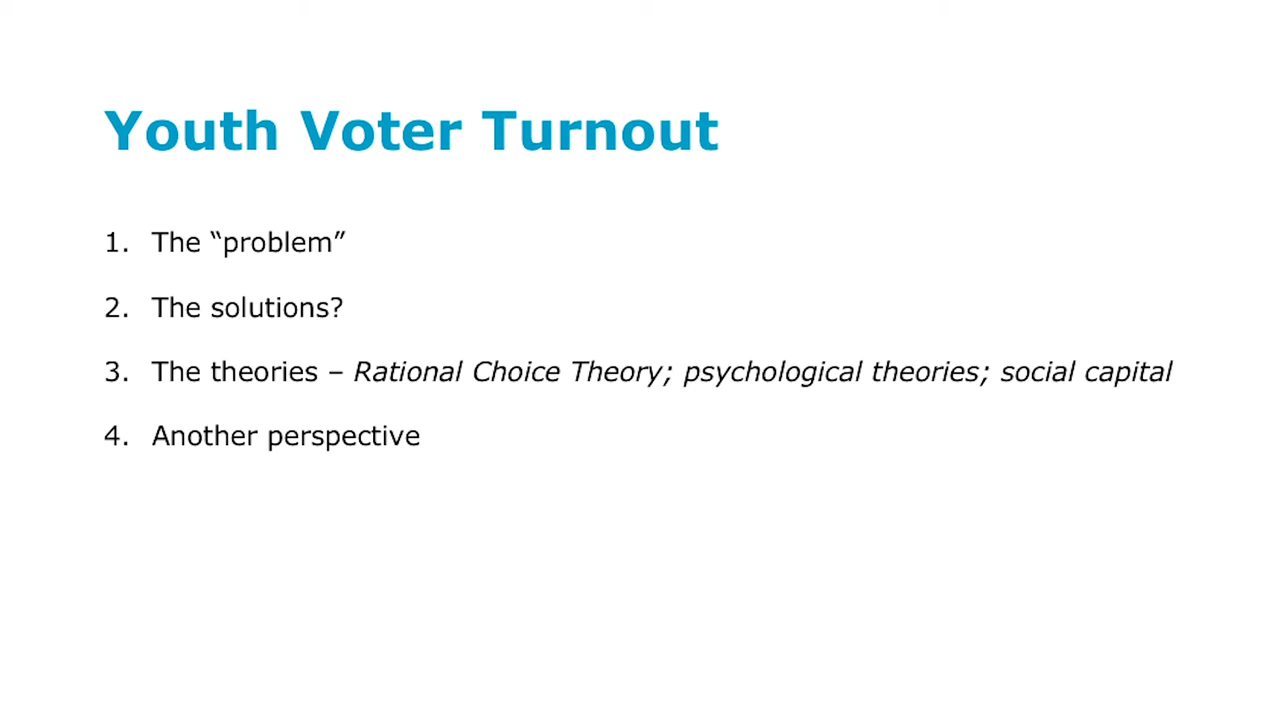 Youth Voter Turnout
1. The “problem”
2. The solutions?
3. The theories – Rational Choice Theory; psychological theories; social capital
4. Another perspective